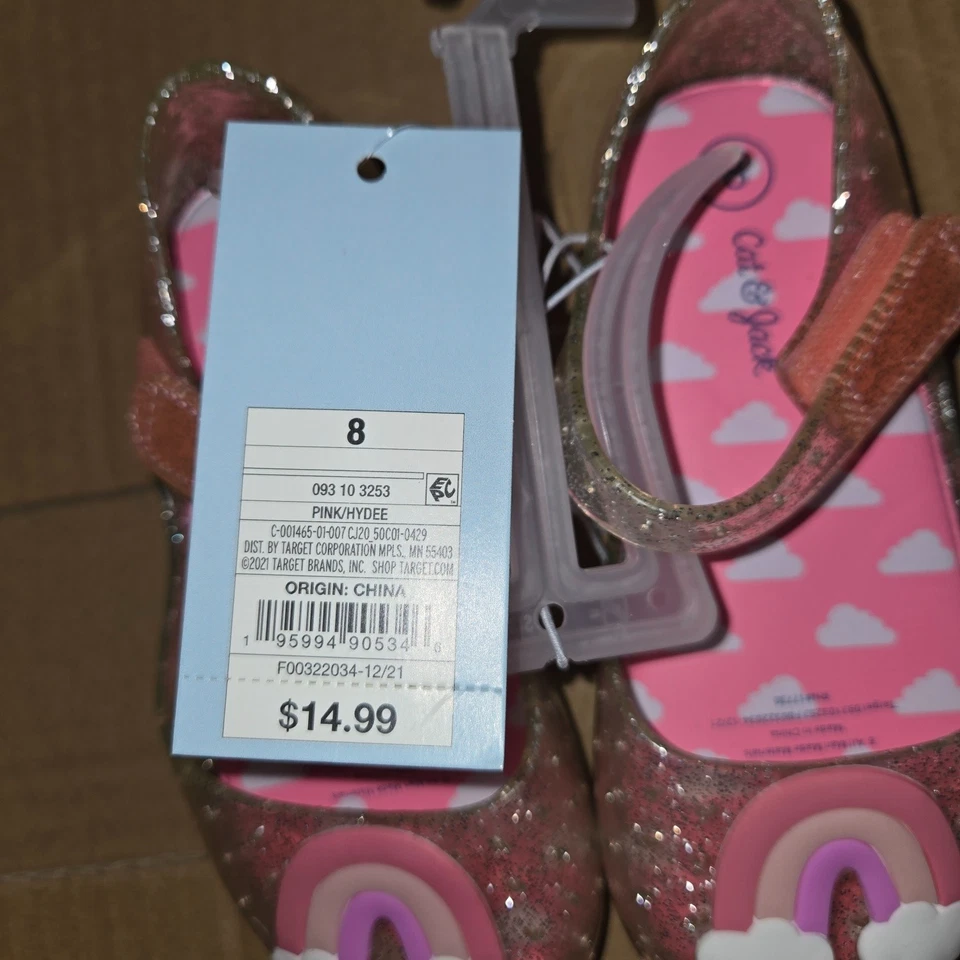 8
093 10 3253
EPC
PINK/HYDEE
C-001465-01-007 CJ20 50C01-0429
DIST. BY TARGET CORPORATION MPLS., MN 55403
©2021 TARGET BRANDS, INC. SHOP TARGET.COM
ORIGIN: CHINA
1 95994 90534 6
F00322034-12/21
$14.99
Cat & Jack